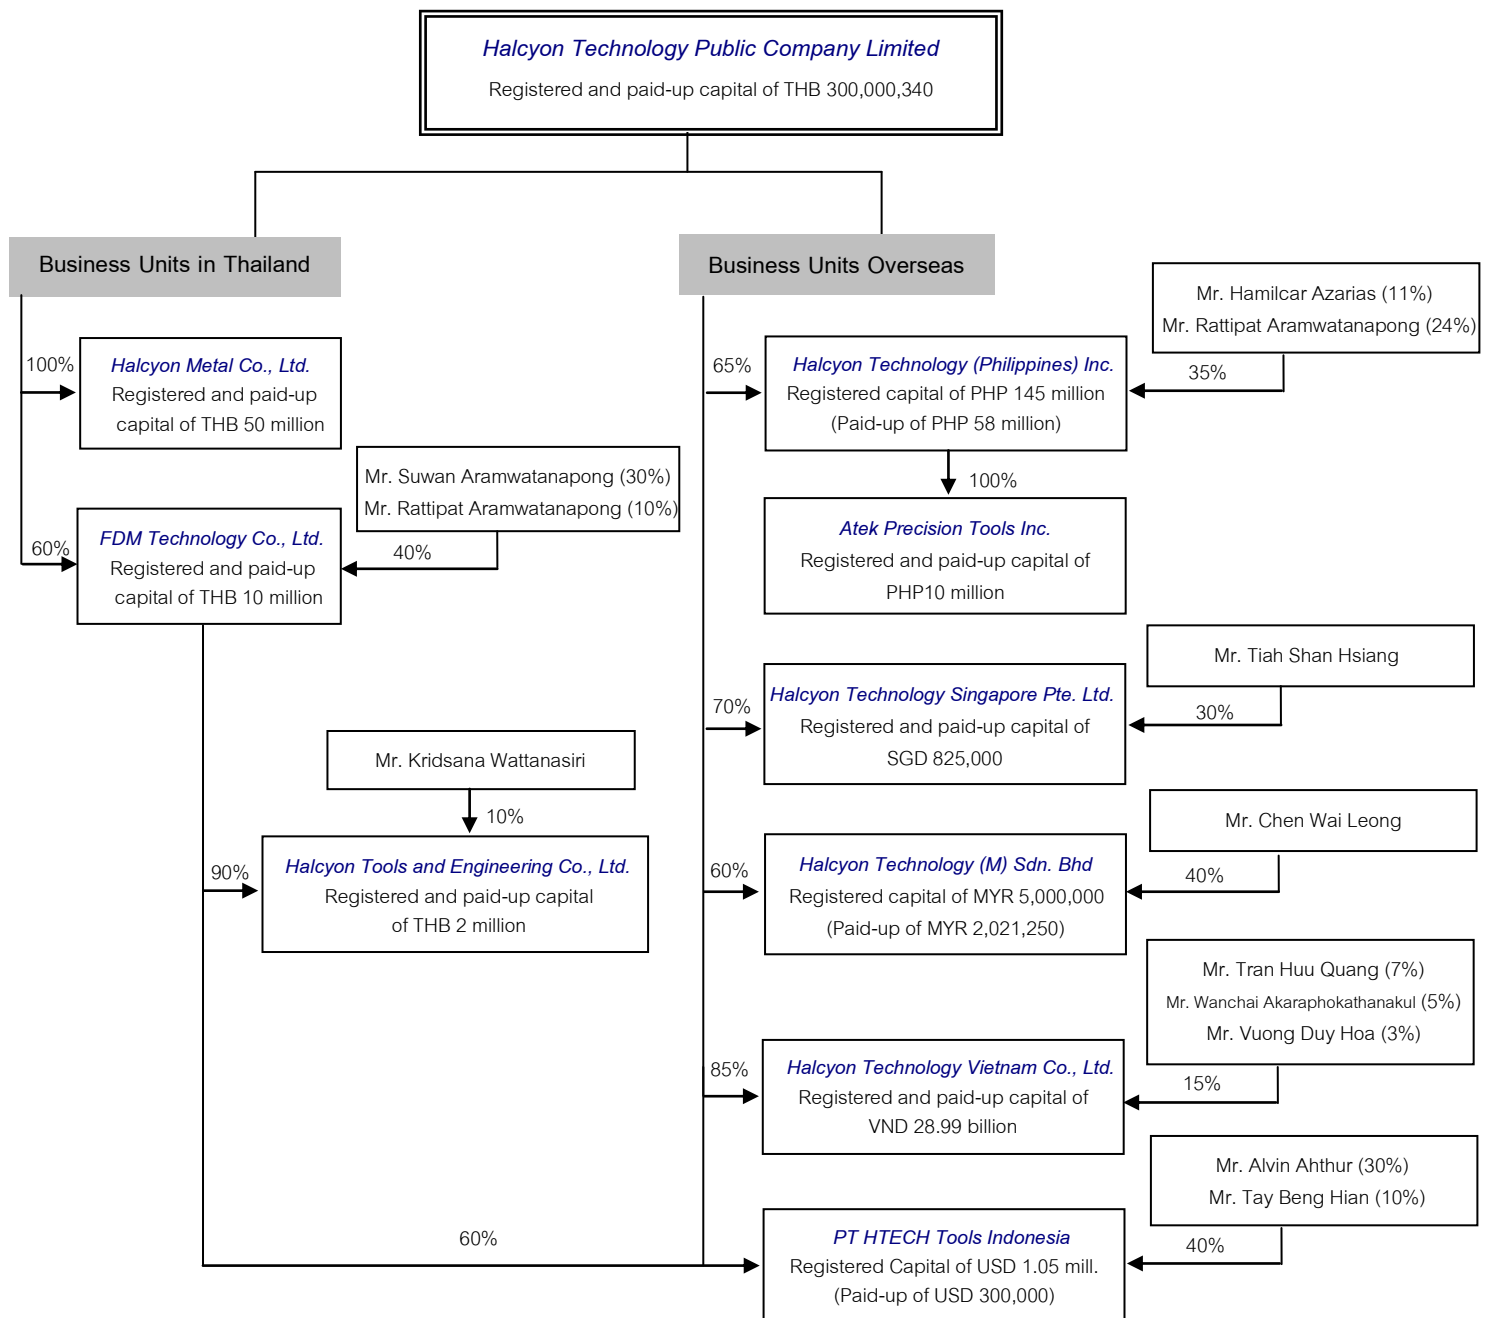 Halcyon Technology Public Company Limited
Registered and paid-up capital of THB 300,000,340
Business Units in Thailand
100%
Halcyon Metal Co., Ltd.
Registered and paid-up
capital of THB 50 million
Mr. Suwan Aramwatanapong (30%)
Mr. Rattipat Aramwatanapong (10%)
40%
60%
FDM Technology Co., Ltd.
Registered and paid-up
capital of THB 10 million
Mr. Kridsana Wattanasiri
10%
90%
Halcyon Tools and Engineering Co., Ltd.
Registered and paid-up capital
of THB 2 million
60%
Business Units Overseas
Mr. Hamilcar Azarias (11%)
Mr. Rattipat Aramwatanapong (24%)
35%
65%
Halcyon Technology (Philippines) Inc.
Registered capital of PHP 145 million
(Paid-up of PHP 58 million)
100%
Atek Precision Tools Inc.
Registered and paid-up capital of
PHP10 million
Mr. Tiah Shan Hsiang
30%
70%
Halcyon Technology Singapore Pte. Ltd.
Registered and paid-up capital of
SGD 825,000
Mr. Chen Wai Leong
40%
60%
Halcyon Technology (M) Sdn. Bhd
Registered capital of MYR 5,000,000
(Paid-up of MYR 2,021,250)
Mr. Tran Huu Quang (7%)
Mr. Wanchai Akaraphokathanakul (5%)
Mr. Vuong Duy Hoa (3%)
15%
85%
Halcyon Technology Vietnam Co., Ltd.
Registered and paid-up capital of
VND 28.99 billion
Mr. Alvin Ahthur (30%)
Mr. Tay Beng Hian (10%)
40%
PT HTECH Tools Indonesia
Registered Capital of USD 1.05 mill.
(Paid-up of USD 300,000)